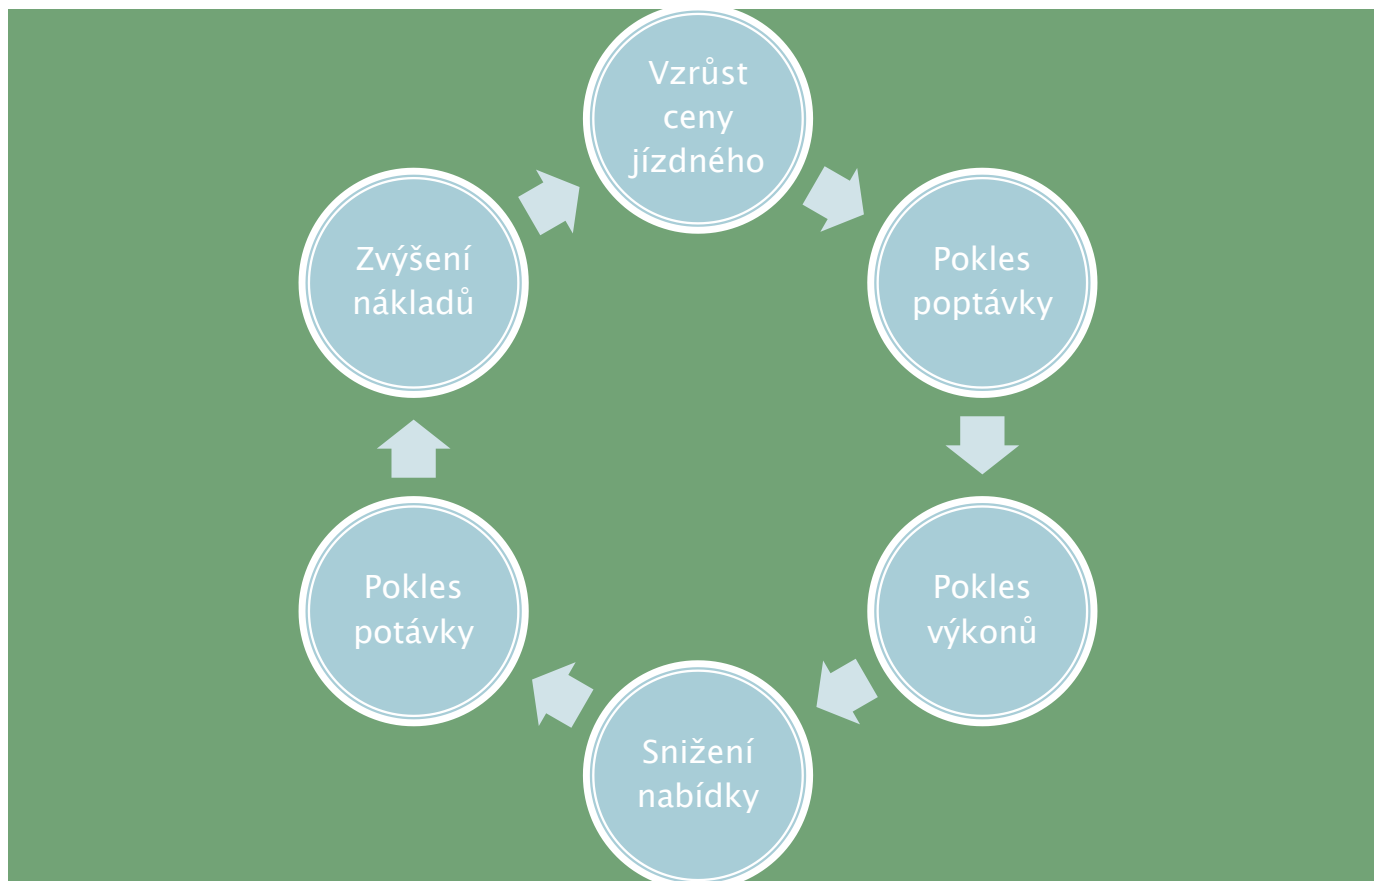 Vzrůst
ceny
jízdného
Pokles
poptávky
Pokles
výkonů
Snižení
nabídky
Pokles
potávky
Zvýšení
nákladů